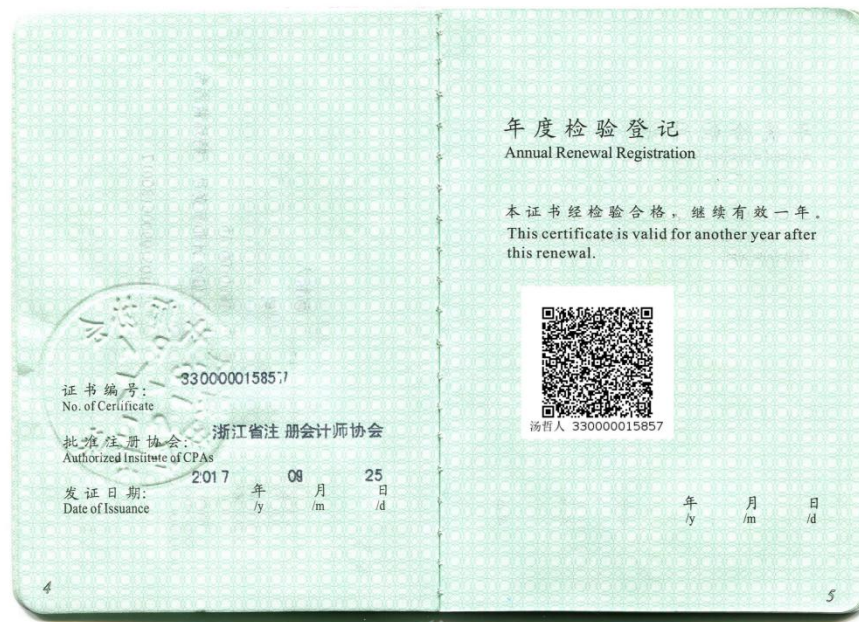 证书编号: 330000015857
No. of Certificate
批准注册协会: 浙江省注册会计师协会
Authorized Institute of CPAs
发证日期: 2017 年 09 月 25 日
Date of Issuance /y /m /d
4
年度检验登记
Annual Renewal Registration
本证书经检验合格，继续有效一年。
This certificate is valid for another year after
this renewal.
汤哲人 330000015857
年 月 日
/y /m /d
5